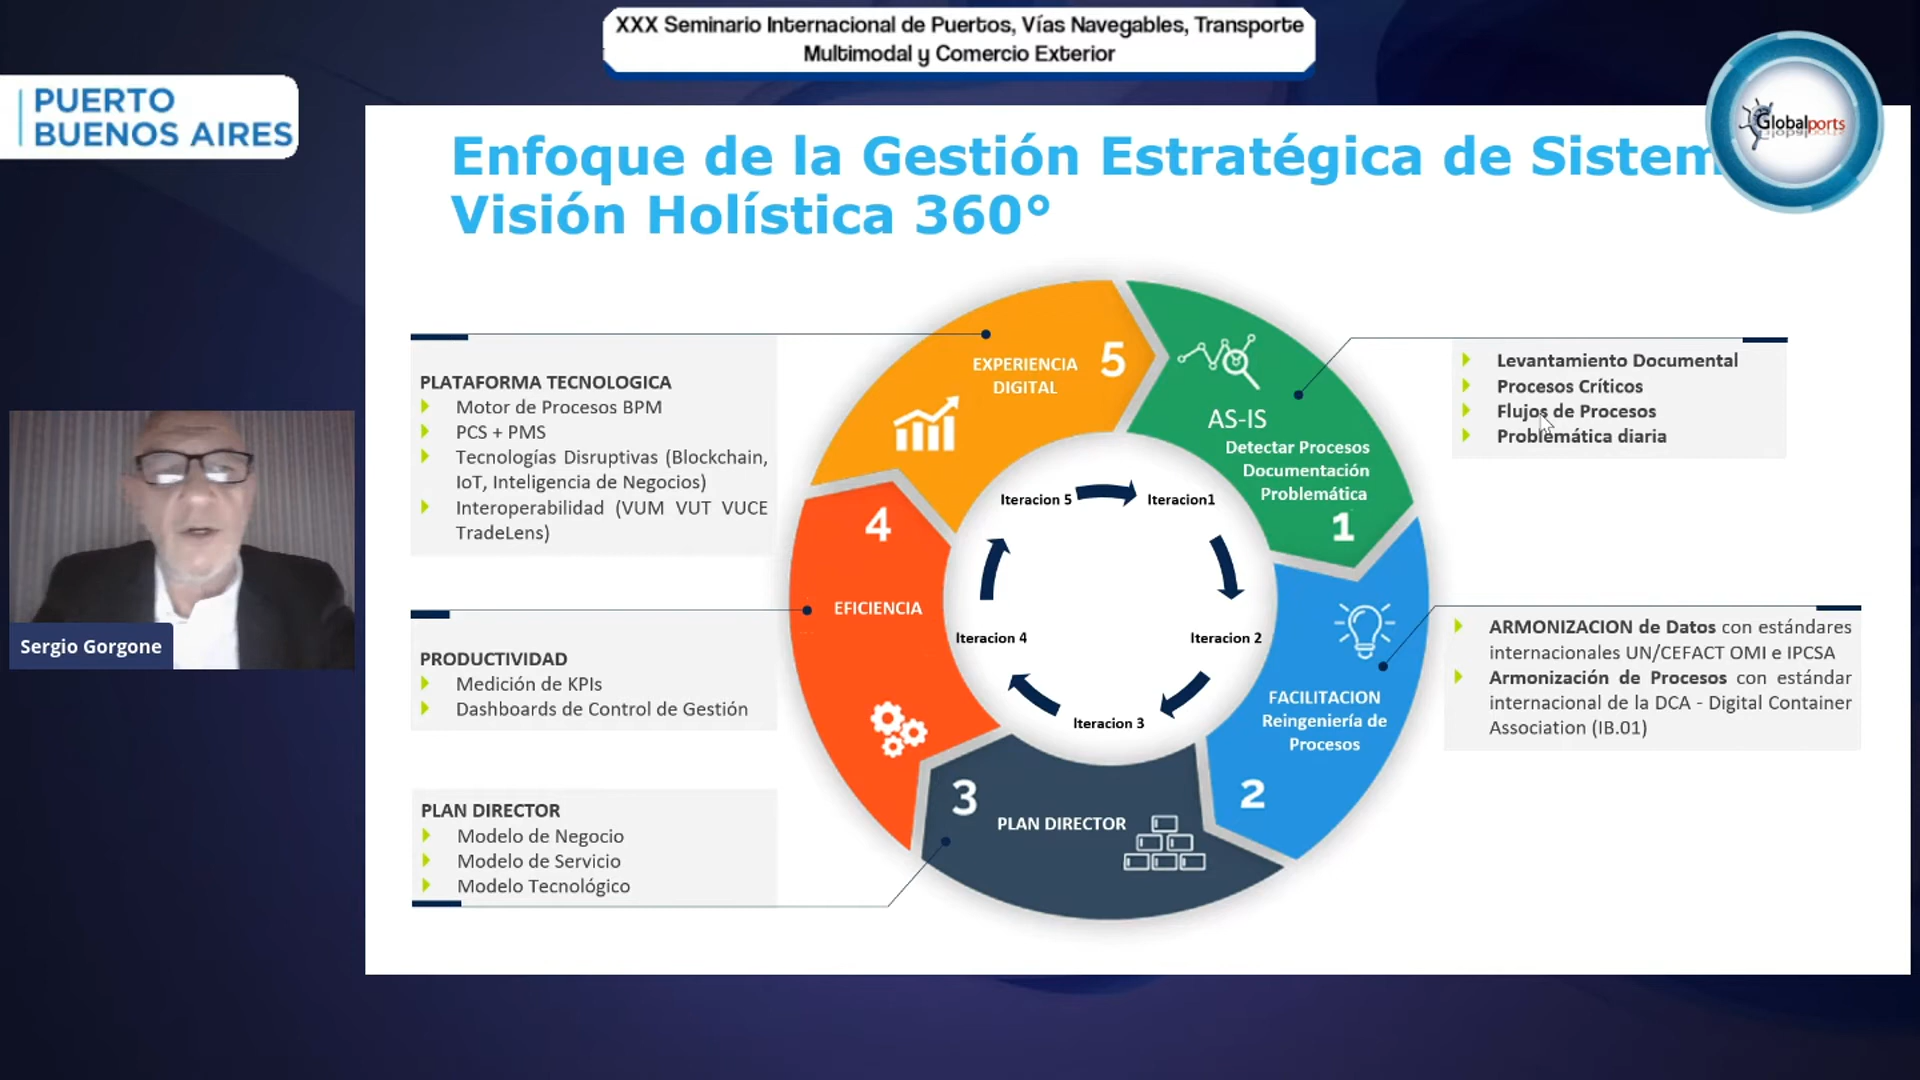 XXX Seminario Internacional de Puertos, Vías Navegables, Transporte
Multimodal y Comercio Exterior
PUERTO
BUENOS AIRES
Globalports
Enfoque de la Gestión Estratégica de Sistem
Visión Holística 360°
PLATAFORMA TECNOLOGICA
Motor de Procesos BPM
PCS + PMS
Tecnologías Disruptivas (Blockchain,
IoT, Inteligencia de Negocios)
Interoperabilidad (VUM VUT VUCE
TradeLens)
PRODUCTIVIDAD
Medición de KPIs
Dashboards de Control de Gestión
PLAN DIRECTOR
Modelo de Negocio
Modelo de Servicio
Modelo Tecnológico
EXPERIENCIA
DIGITAL
5
AS-IS
Detectar Procesos
Documentación
Problemática
1
4
EFICIENCIA
FACILITACION
Reingeniería de
Procesos
2
3
PLAN DIRECTOR
Iteracion 5
Iteracion1
Iteracion 4
Iteracion 2
Iteracion 3
Levantamiento Documental
Procesos Críticos
Flujos de Procesos
Problemática diaria
ARMONIZACION de Datos con estándares
internacionales UN/CEFACT OMI e IPCSA
Armonización de Procesos con estándar
internacional de la DCA - Digital Container
Association (IB.01)
Sergio Gorgone